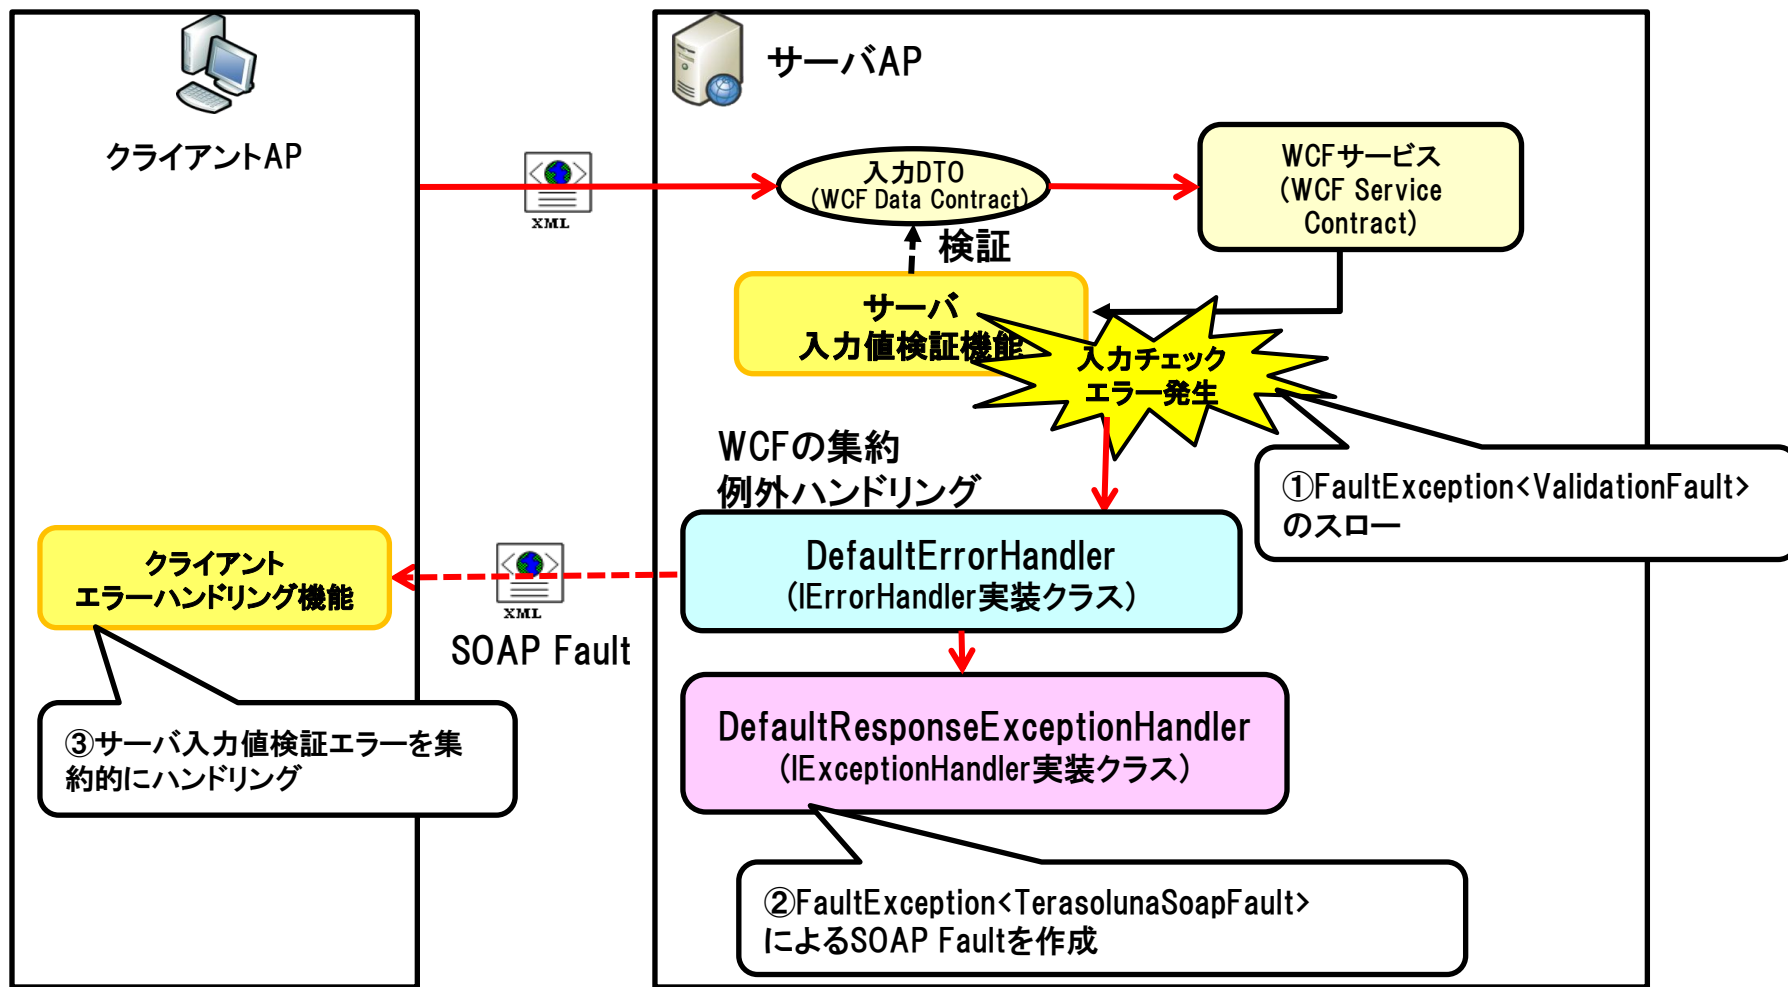 サーバAP
クライアントAP
XML
入力DTO
(WCF Data Contract)
WCFサービス
(WCF Service
Contract)
検証
サーバ
入力値検証機能
入力チェック
エラー発生
①FaultException<ValidationFault>
のスロー
WCFの集約
例外ハンドリング
DefaultErrorHandler
(IErrorHandler実装クラス)
クライアント
エラーハンドリング機能
XML
SOAP Fault
DefaultResponseExceptionHandler
(IExceptionHandler実装クラス)
③サーバ入力値検証エラーを集
約的にハンドリング
②FaultException<TerasolunaSoapFault>
によるSOAP Faultを作成